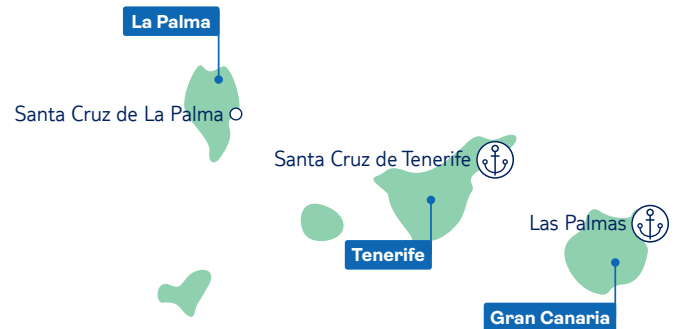 La Palma
Santa Cruz de La Palma
Santa Cruz de Tenerife
Las Palmas
Tenerife
Gran Canaria